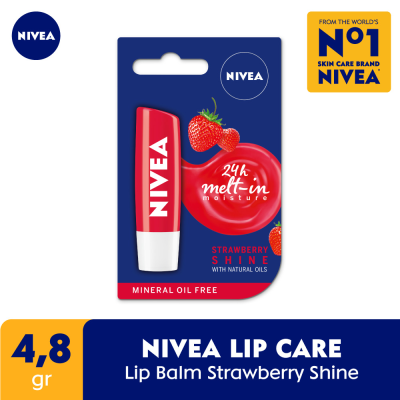 NIVEA
FROM THE WORLD'S
Nº1
SKIN CARE BRAND
NIVEA
NIVEA
NIVEA
24h
melt-in
moisture
STRAWBERRY
SHINE
WITH NATURAL OILS
MINERAL OIL FREE
4,8
gr
NIVEA LIP CARE
Lip Balm Strawberry Shine